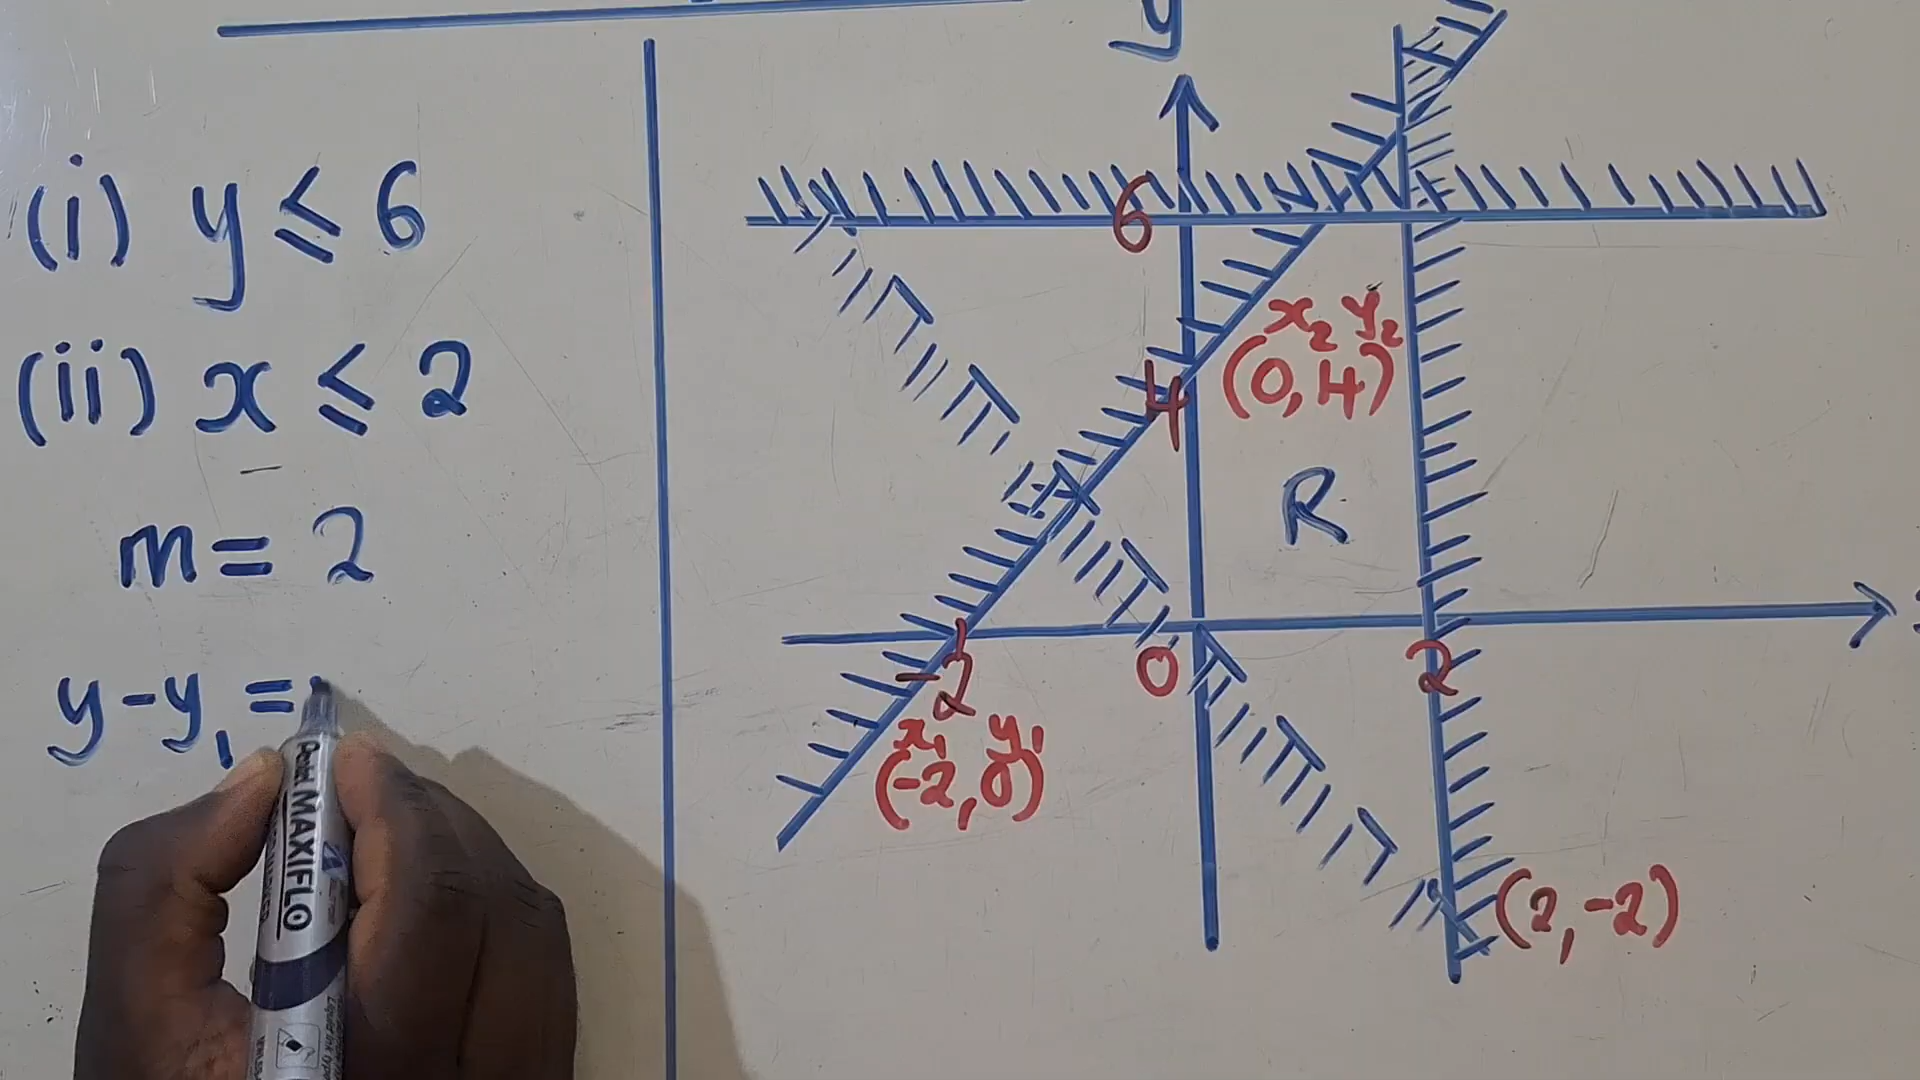 (i) y ≤ 6
(ii) x ≤ 2
m = 2
y - y₁ =
y
6
x₂ y₂
(0, 4)
4
R
-2
0
2
x₁ y₁
(-2, 0)
(2, -2)
Pentel MAXIFLO